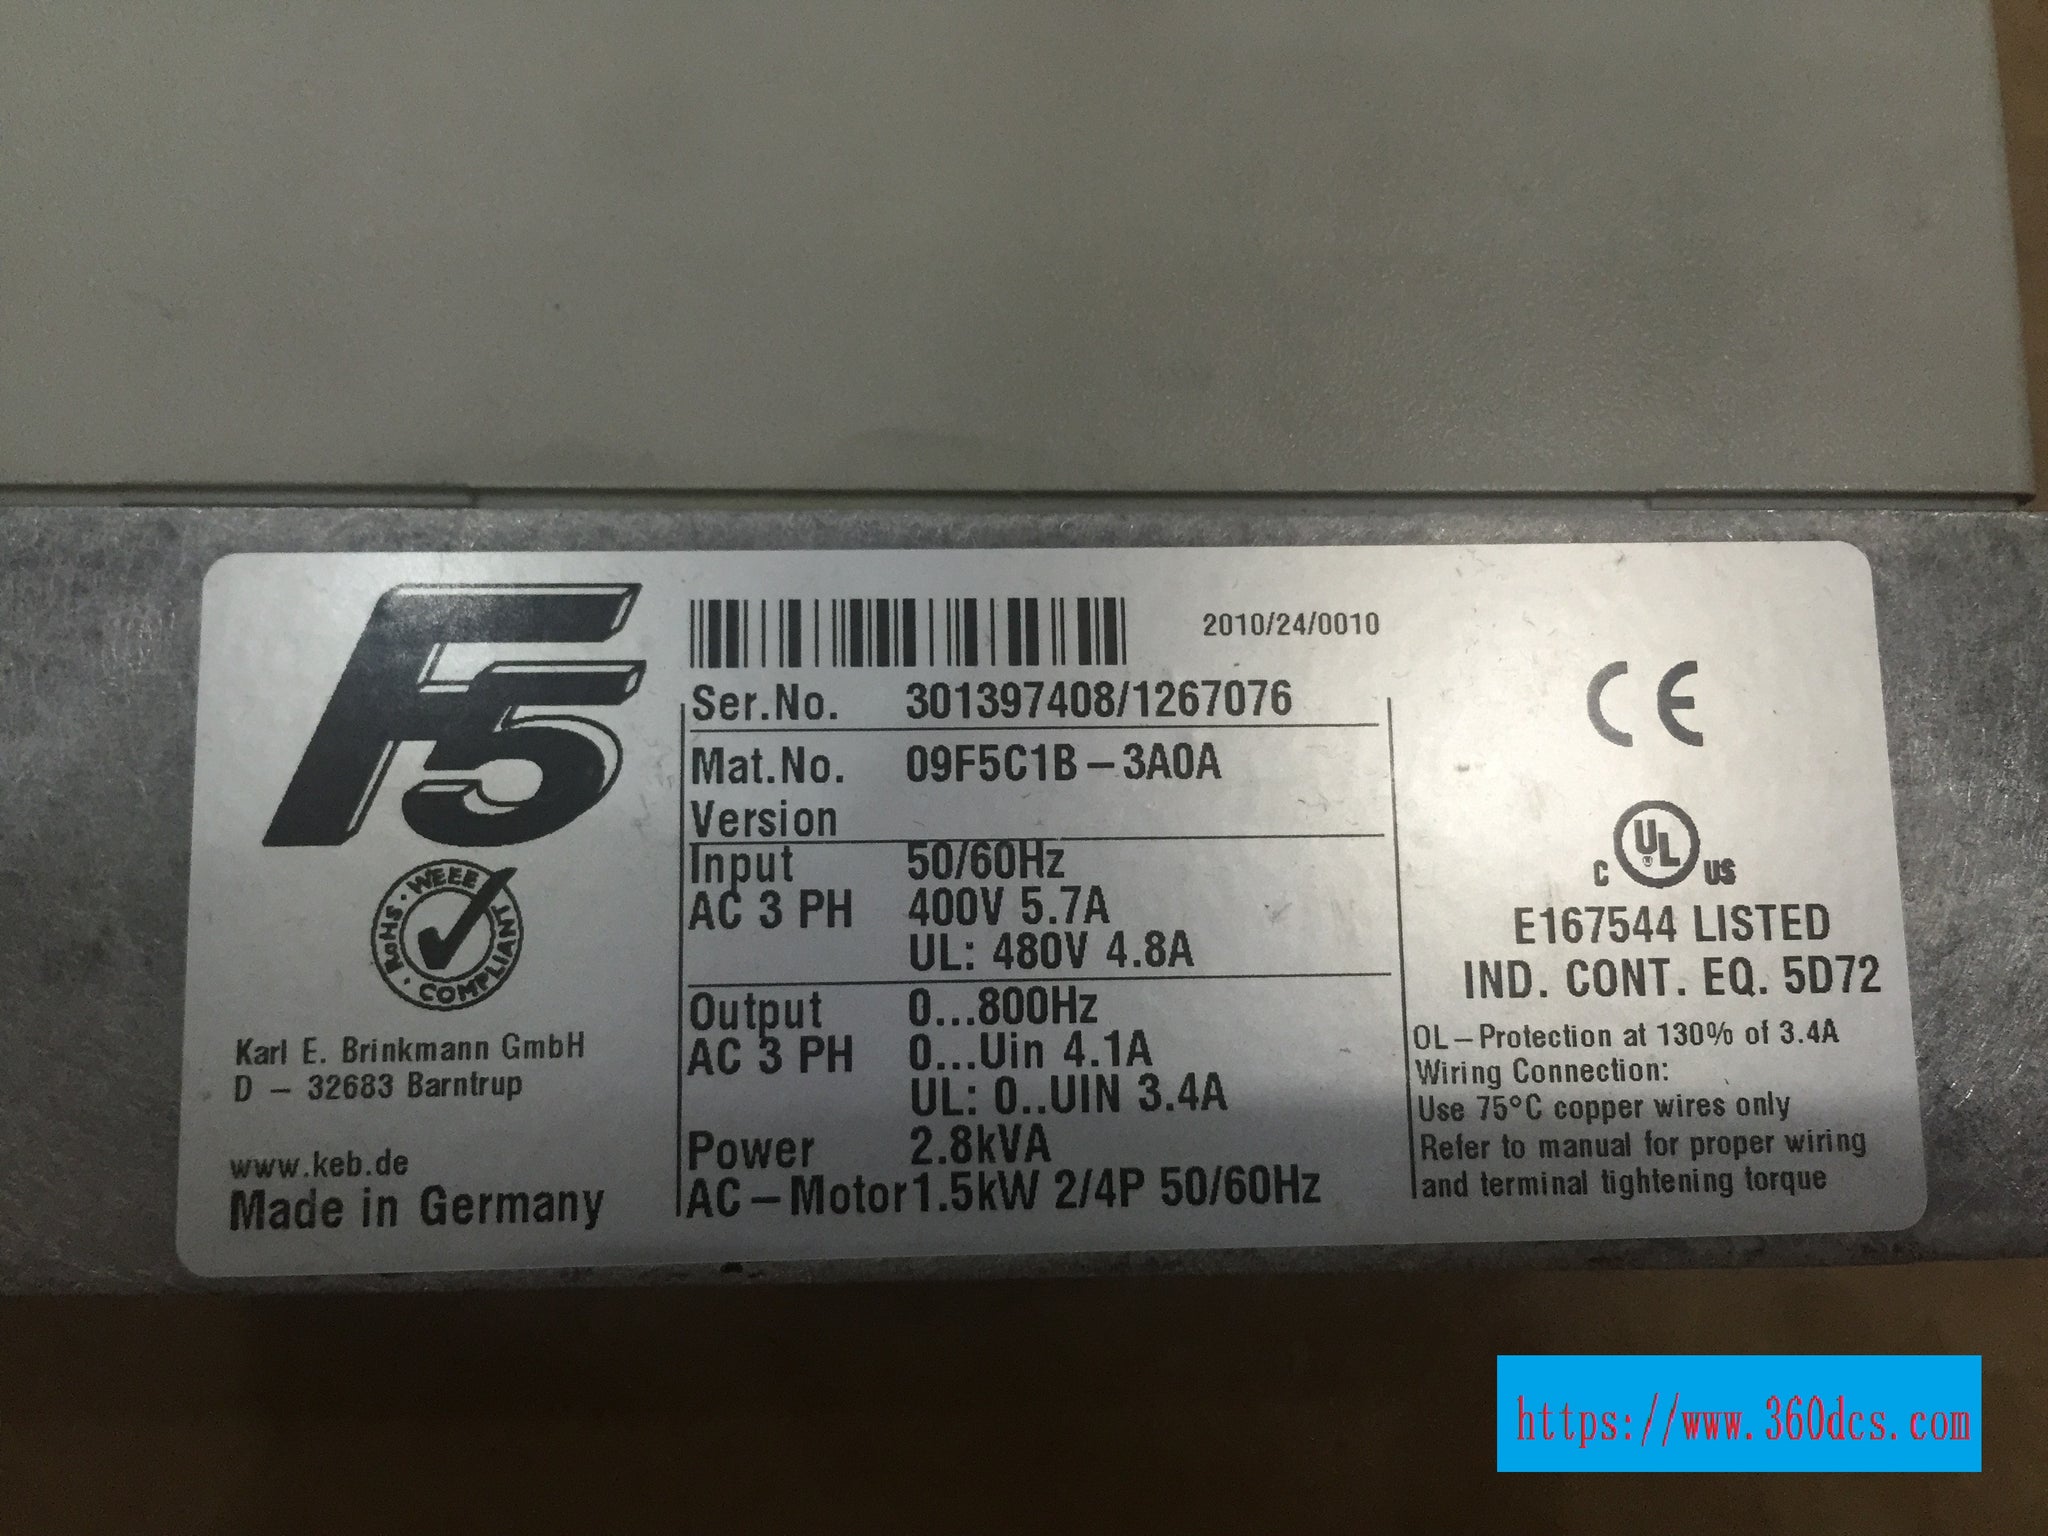 F5
2010/24/0010
Ser.No. 301397408/1267076
Mat.No. 09F5C1B-3A0A
Version
Input 50/60Hz
AC 3 PH 400V 5.7A
UL: 480V 4.8A
Output 0...800Hz
AC 3 PH 0...Uin 4.1A
UL: 0..UIN 3.4A
Power 2.8kVA
AC-Motor 1.5kW 2/4P 50/60Hz
RoHS · WEEE · COMPLIANT
Karl E. Brinkmann GmbH
D - 32683 Barntrup
www.keb.de
Made in Germany
CE
C UL US
E167544 LISTED
IND. CONT. EQ. 5D72
OL-Protection at 130% of 3.4A
Wiring Connection:
Use 75°C copper wires only
Refer to manual for proper wiring
and terminal tightening torque
https://www.360dcs.com